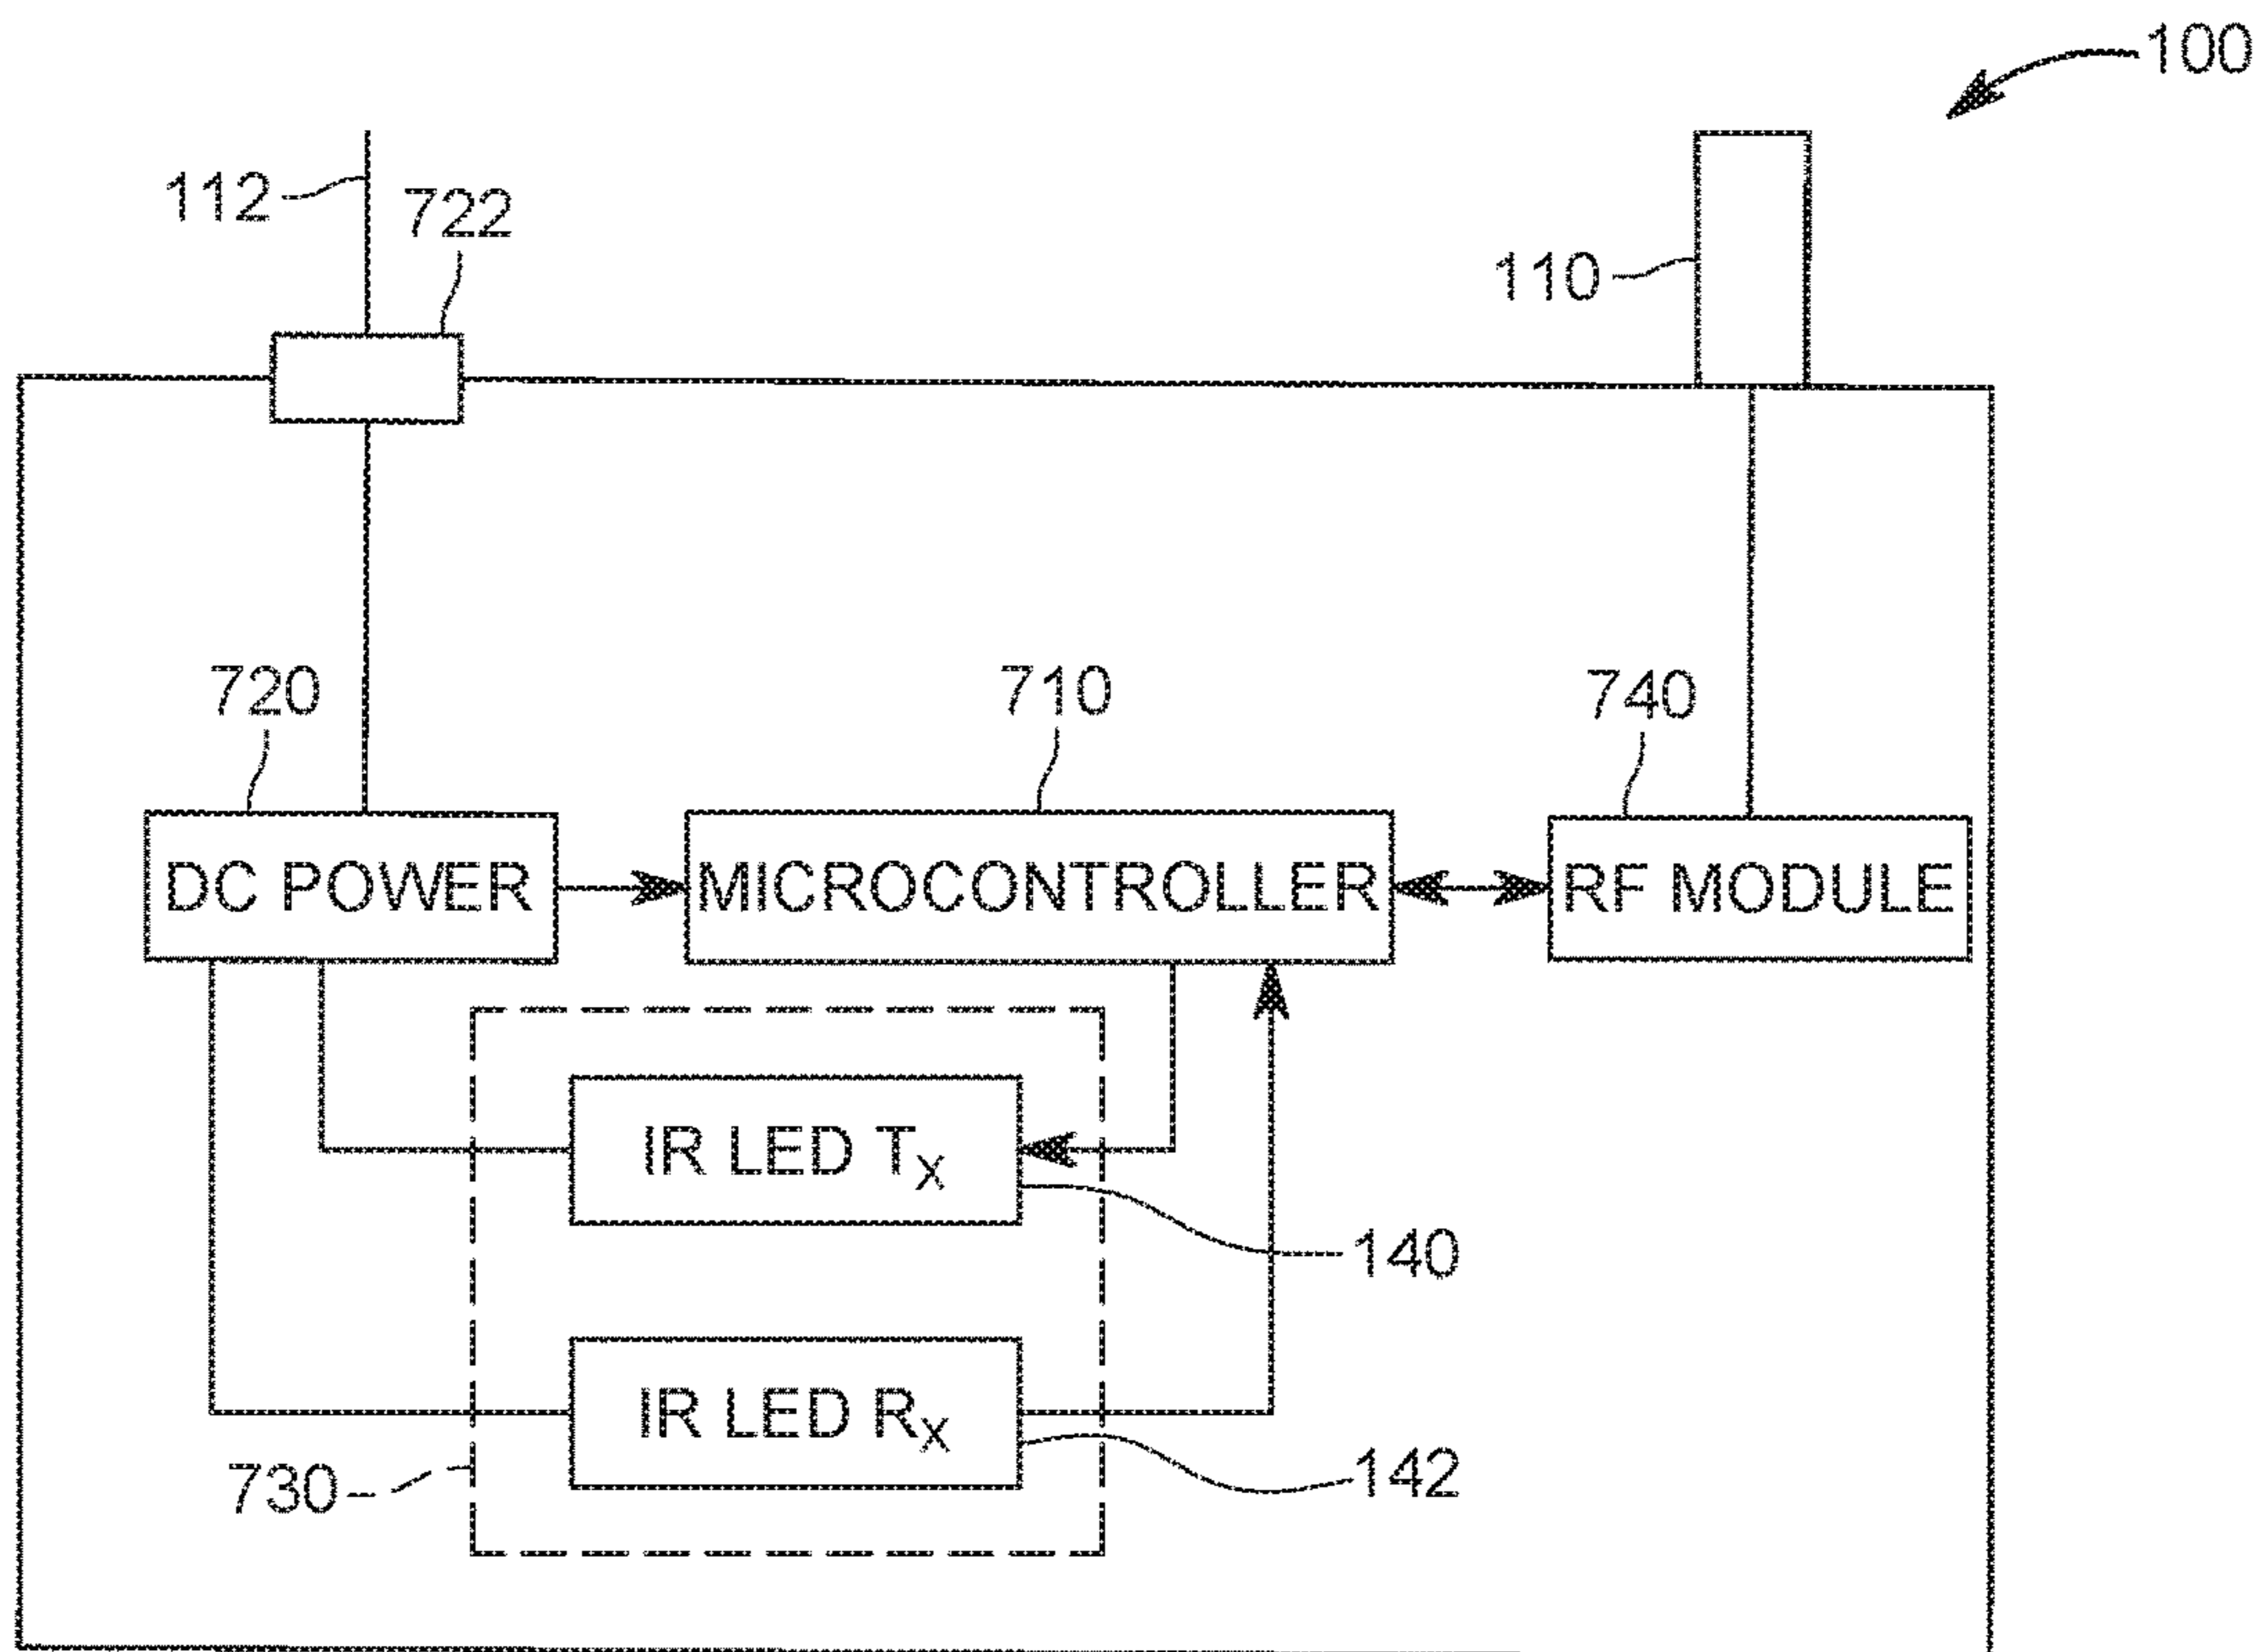 100
112
722
110
720
710
740
DC POWER
MICROCONTROLLER
RF MODULE
IR LED TX
140
IR LED RX
730
142